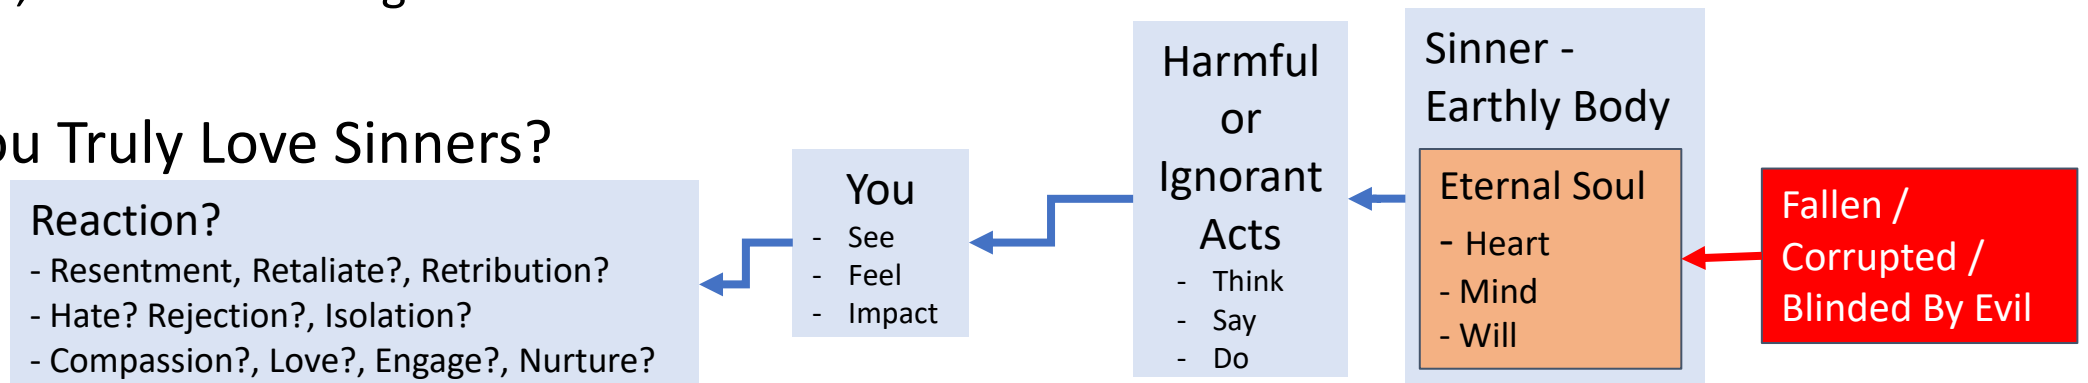 ou Truly Love Sinners?
Reaction?
- Resentment, Retaliate?, Retribution?
- Hate? Rejection?, Isolation?
- Compassion?, Love?, Engage?, Nurture?
You
- See
- Feel
- Impact
Harmful
or
Ignorant
Acts
- Think
- Say
- Do
Sinner -
Earthly Body
Eternal Soul
- Heart
- Mind
- Will
Fallen /
Corrupted /
Blinded By Evil